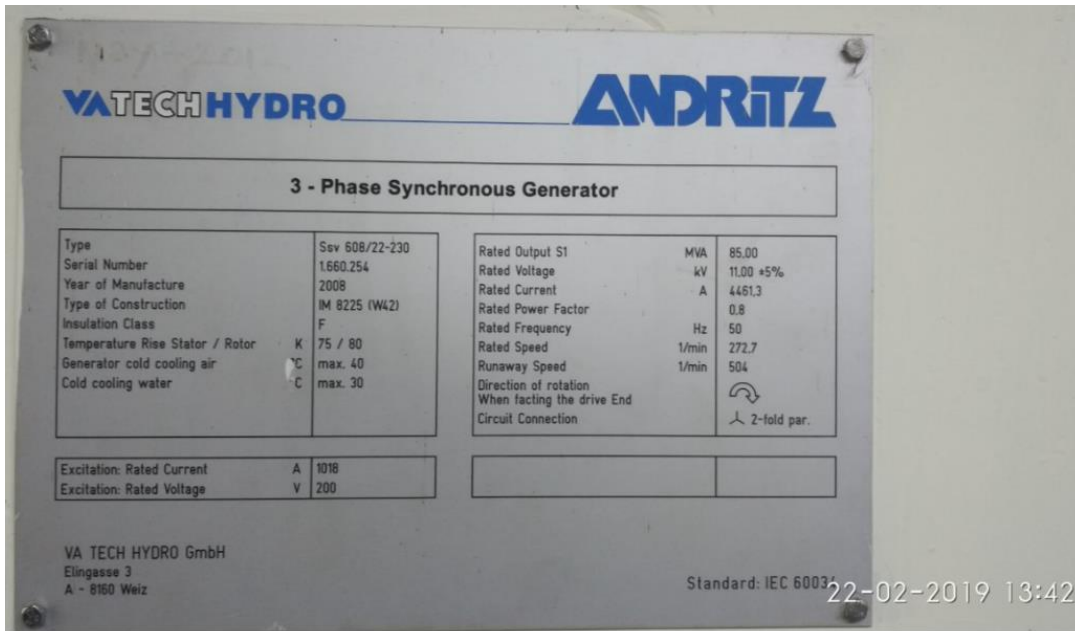 VATECHHYDRO ANDRITZ
3 - Phase Synchronous Generator
Type Ssv 608/22-230
Serial Number 1.660.254
Year of Manufacture 2008
Type of Construction IM 8225 (W42)
Insulation Class F
Temperature Rise Stator / Rotor K 75 / 80
Generator cold cooling air °C max. 40
Cold cooling water °C max. 30
Rated Output S1 MVA 85,00
Rated Voltage kV 11,00 ±5%
Rated Current A 4461,3
Rated Power Factor 0,8
Rated Frequency Hz 50
Rated Speed 1/min 272,7
Runaway Speed 1/min 504
Direction of rotation
When facting the drive End
Circuit Connection 2-fold par.
Excitation: Rated Current A 1018
Excitation: Rated Voltage V 200
VA TECH HYDRO GmbH
Elingasse 3
A - 8160 Weiz
Standard: IEC 60034
22-02-2019 13:42